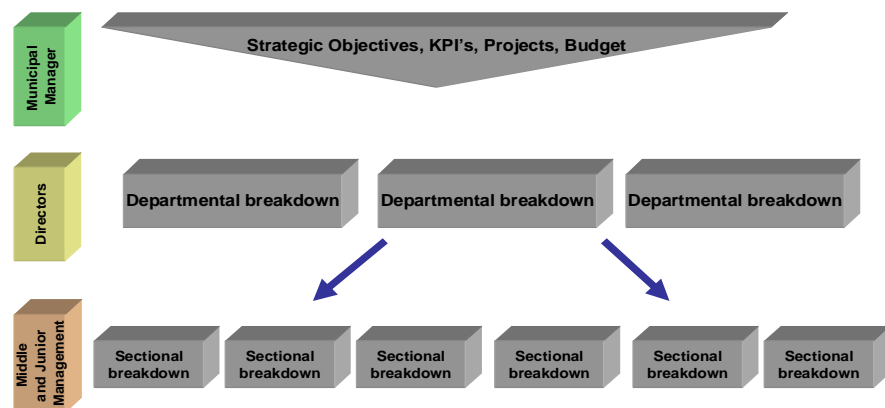 Municipal
Manager
Strategic Objectives, KPI's, Projects, Budget
Directors
Departmental breakdown
Departmental breakdown
Departmental breakdown
Middle
and Junior
Management
Sectional
breakdown
Sectional
breakdown
Sectional
breakdown
Sectional
breakdown
Sectional
breakdown
Sectional
breakdown